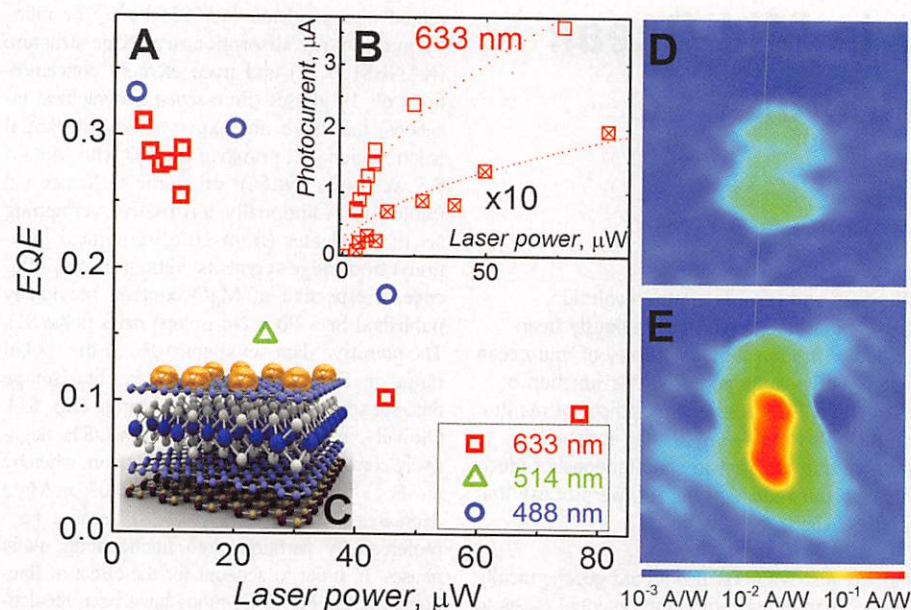 A
B
D
633 nm
Photocurrent, μA
3
2
1
0
x10
Laser power, μW
0
50
EQE
0.3
0.2
0.1
0.0
C
E
633 nm
514 nm
488 nm
20
40
60
80
Laser power, μW
10⁻³ A/W
10⁻² A/W
10⁻¹ A/W